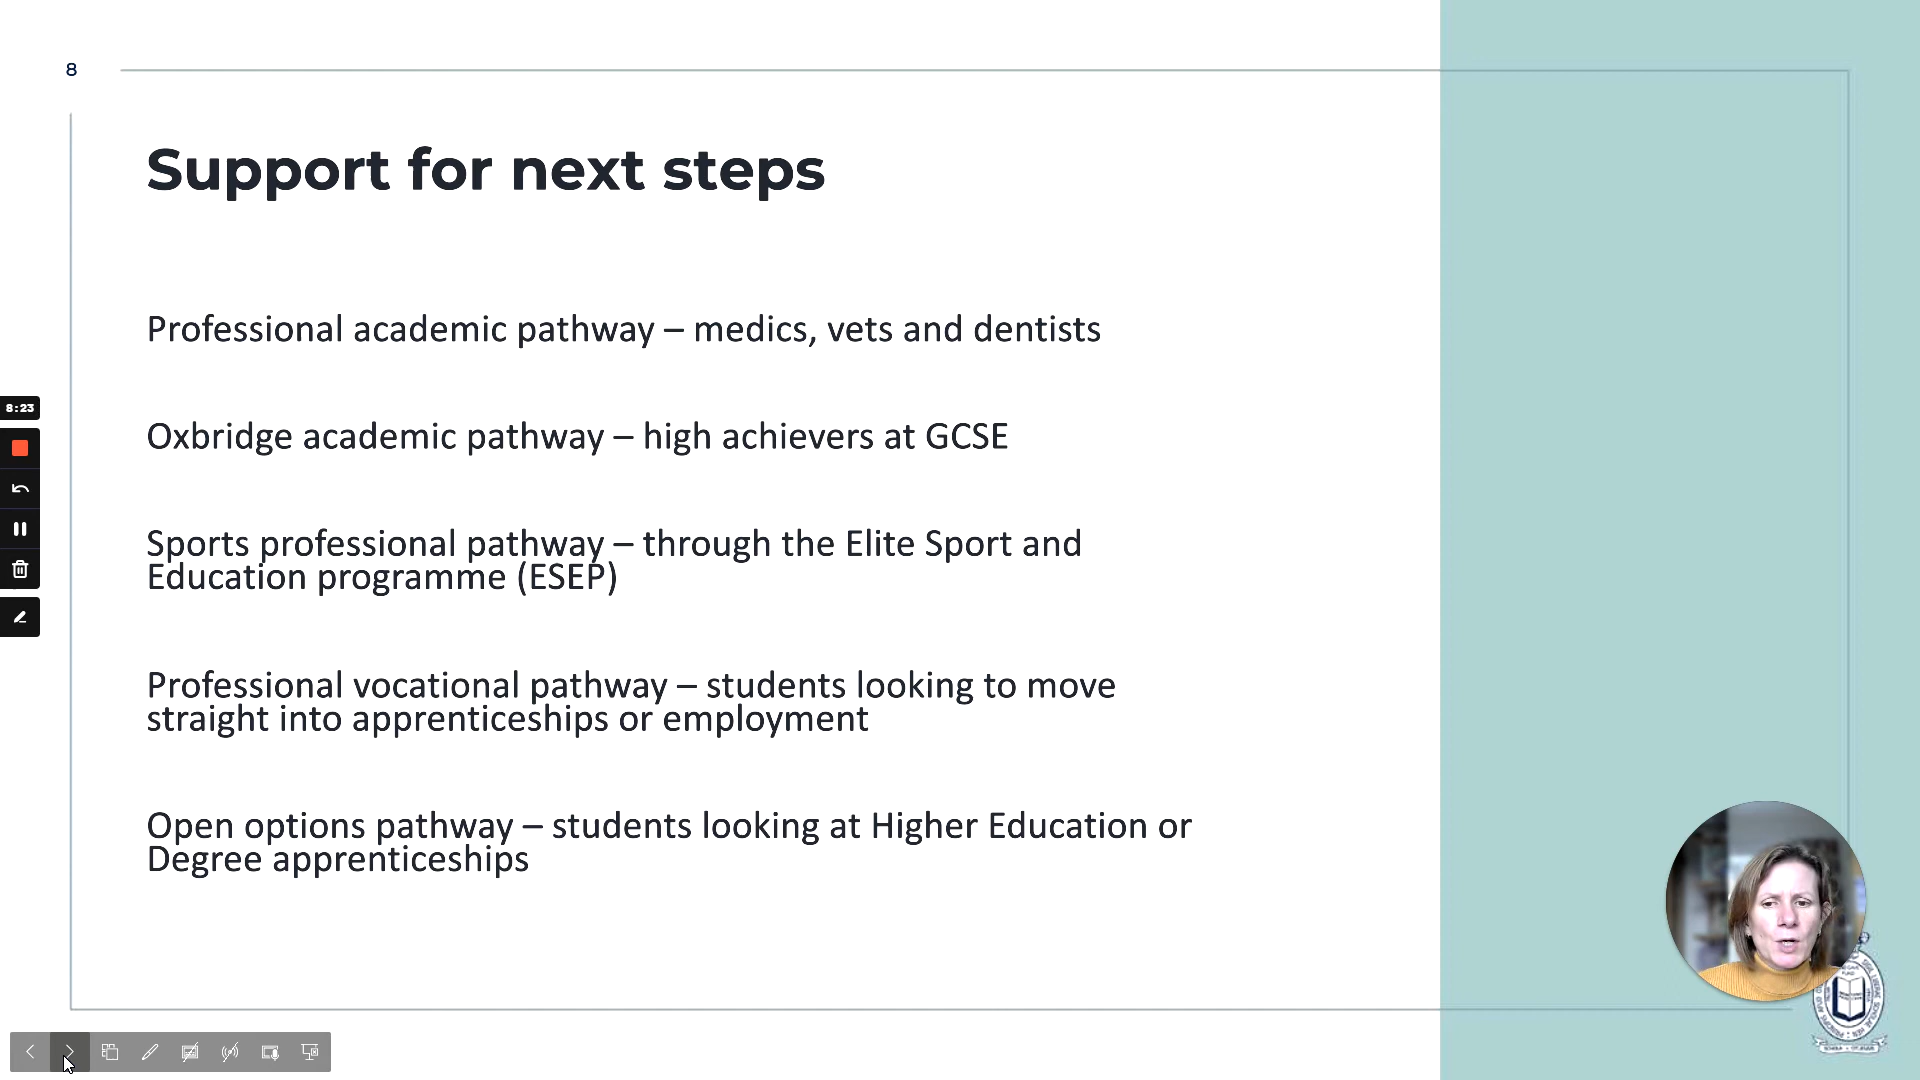 8
Support for next steps
Professional academic pathway – medics, vets and dentists
Oxbridge academic pathway – high achievers at GCSE
Sports professional pathway – through the Elite Sport and
Education programme (ESEP)
Professional vocational pathway – students looking to move
straight into apprenticeships or employment
Open options pathway – students looking at Higher Education or
Degree apprenticeships
8:23